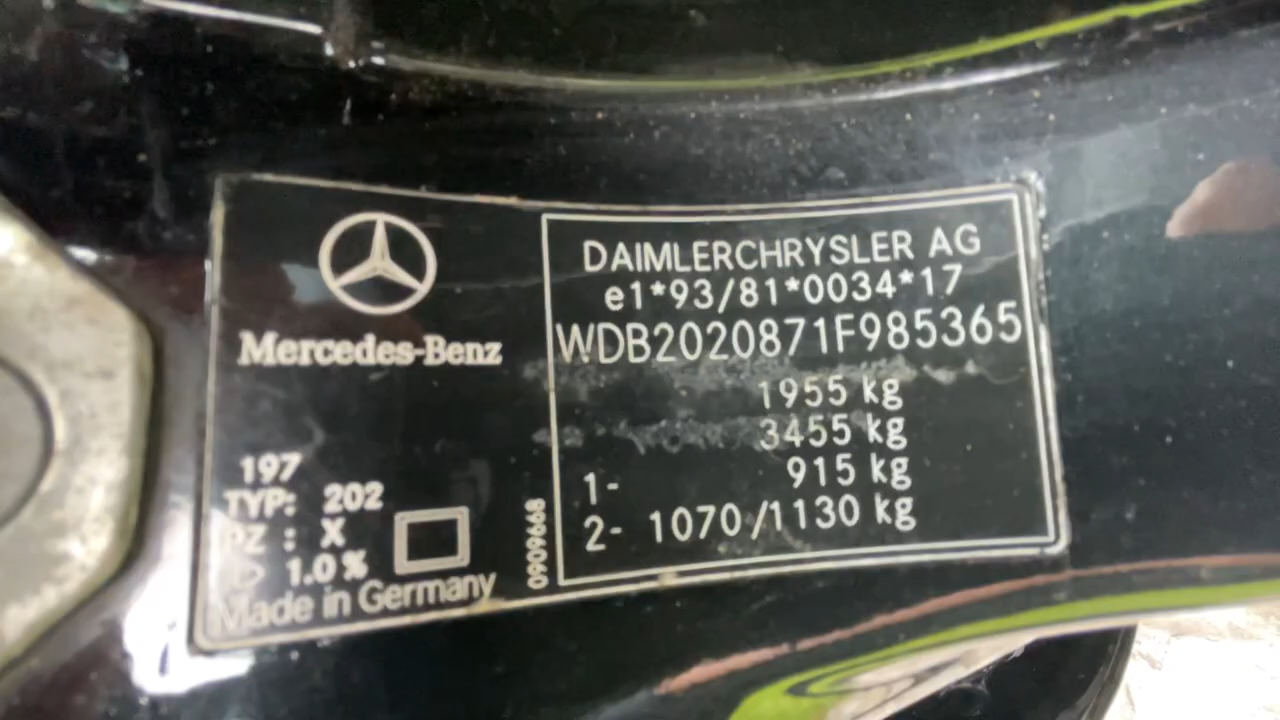 Mercedes-Benz
197
TYP: 202
PZ : X
1.0 %
Made in Germany
0909668
DAIMLERCHRYSLER AG
e1*93/81*0034*17
WDB2020871F985365
1955 kg
3455 kg
1- 915 kg
2- 1070/1130 kg